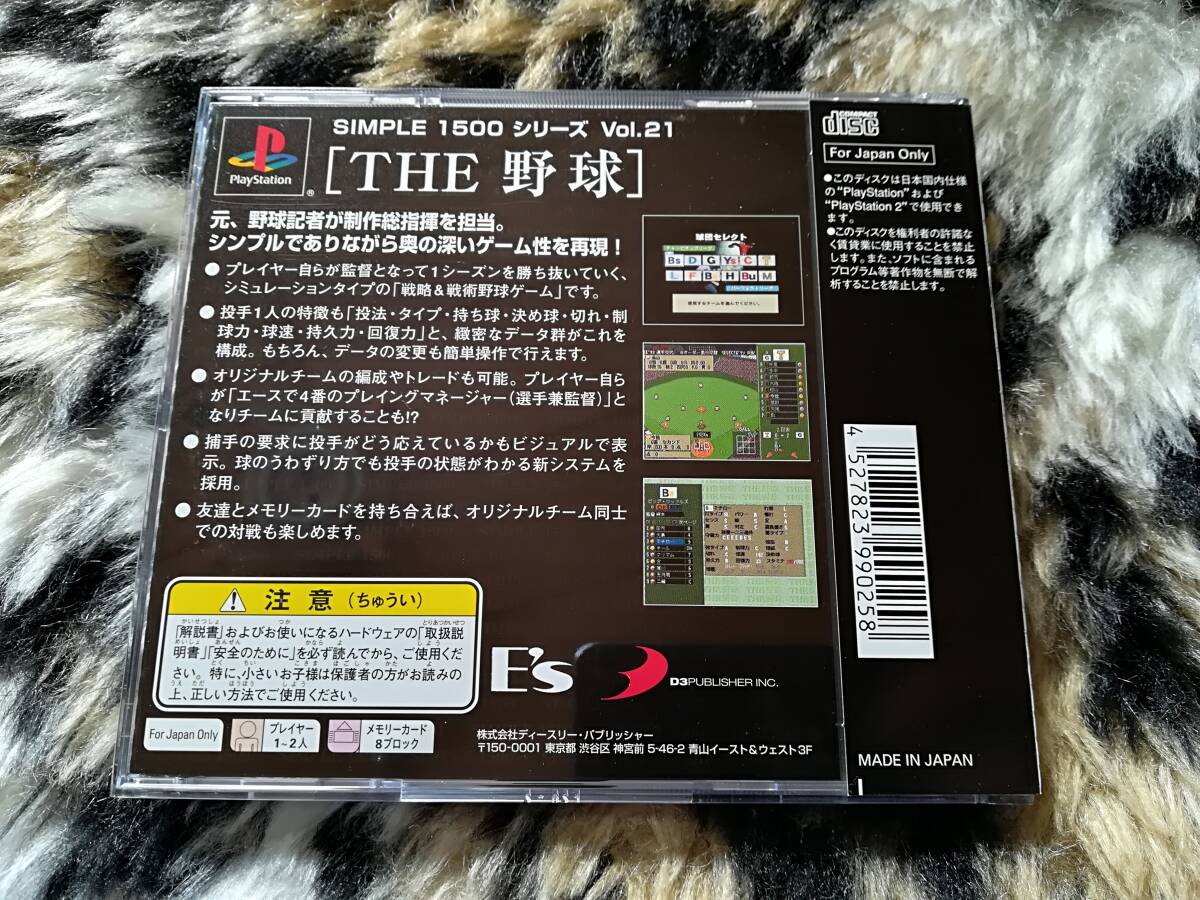 SIMPLE 1500 シリーズ Vol.21
[THE 野球]
PlayStation
®
元、野球記者が制作総指揮を担当。
シンプルでありながら奥の深いゲーム性を再現！
●プレイヤー自らが監督となって1シーズンを勝ち抜いていく、
シミュレーションタイプの「戦略&戦術野球ゲーム」です。
●投手1人の特徴も「投法・タイプ・持ち球・決め球・切れ・制
球力・球速・持久力・回復力」と、緻密なデータ群がこれを
構成。もちろん、データの変更も簡単操作で行えます。
●オリジナルチームの編成やトレードも可能。プレイヤー自ら
が「エースで4番のプレイングマネージャー(選手兼監督)」と
なりチームに貢献することも!?
●捕手の要求に投手がどう応えているかもビジュアルで表
示。球のうわずり方でも投手の状態がわかる新システムを
採用。
●友達とメモリーカードを持ち合えば、オリジナルチーム同士
での対戦も楽しめます。
球団セレクト
Bs D G Ys C T
L F B H Bu M
注意(ちゅうい)
「解説書」およびお使いになるハードウェアの「取扱説
明書」「安全のために」を必ず読んでから、ご使用くだ
さい。特に、小さいお子様は保護者の方がお読みの
上、正しい方法でご使用ください。
For Japan Only
プレイヤー
1~2人
メモリーカード
8ブロック
E's
D3PUBLISHER INC.
株式会社ディースリー・パブリッシャー
〒150-0001 東京都 渋谷区 神宮前 5-46-2 青山イースト&ウェスト3F
COMPACT
disc
For Japan Only
●このディスクは日本国内仕様
の"PlayStation"および
"PlayStation 2"で使用でき
ます。
●このディスクを権利者の許諾な
く賃貸業に使用することを禁止
します。また、ソフトに含まれる
プログラム等著作物を無断で解
析することを禁止します。
4 527823 990258
MADE IN JAPAN